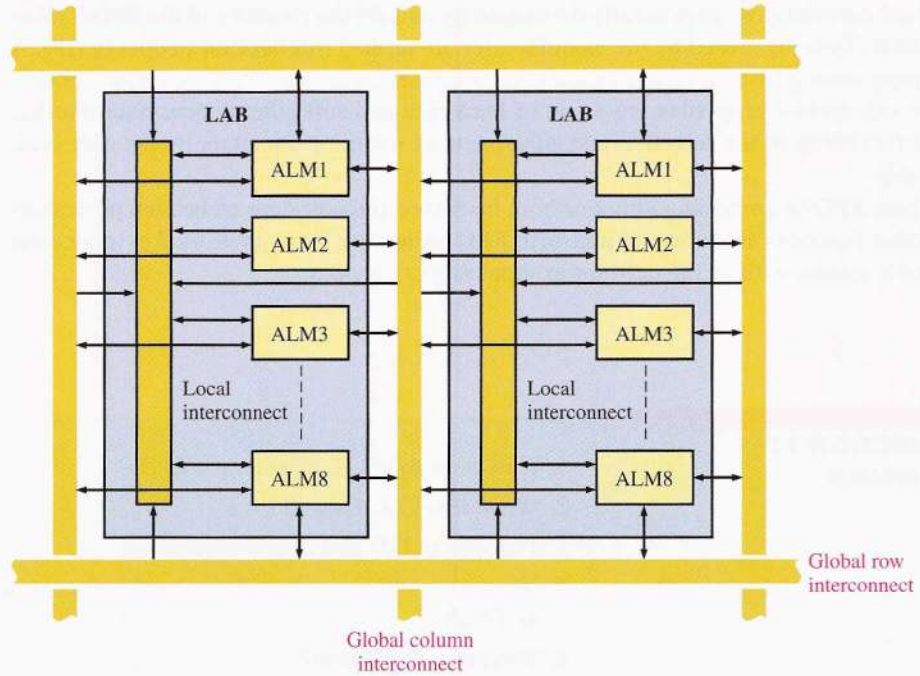 LAB
LAB
ALM1
ALM1
ALM2
ALM2
ALM3
ALM3
Local
interconnect
Local
interconnect
ALM8
ALM8
Global row
interconnect
Global column
interconnect